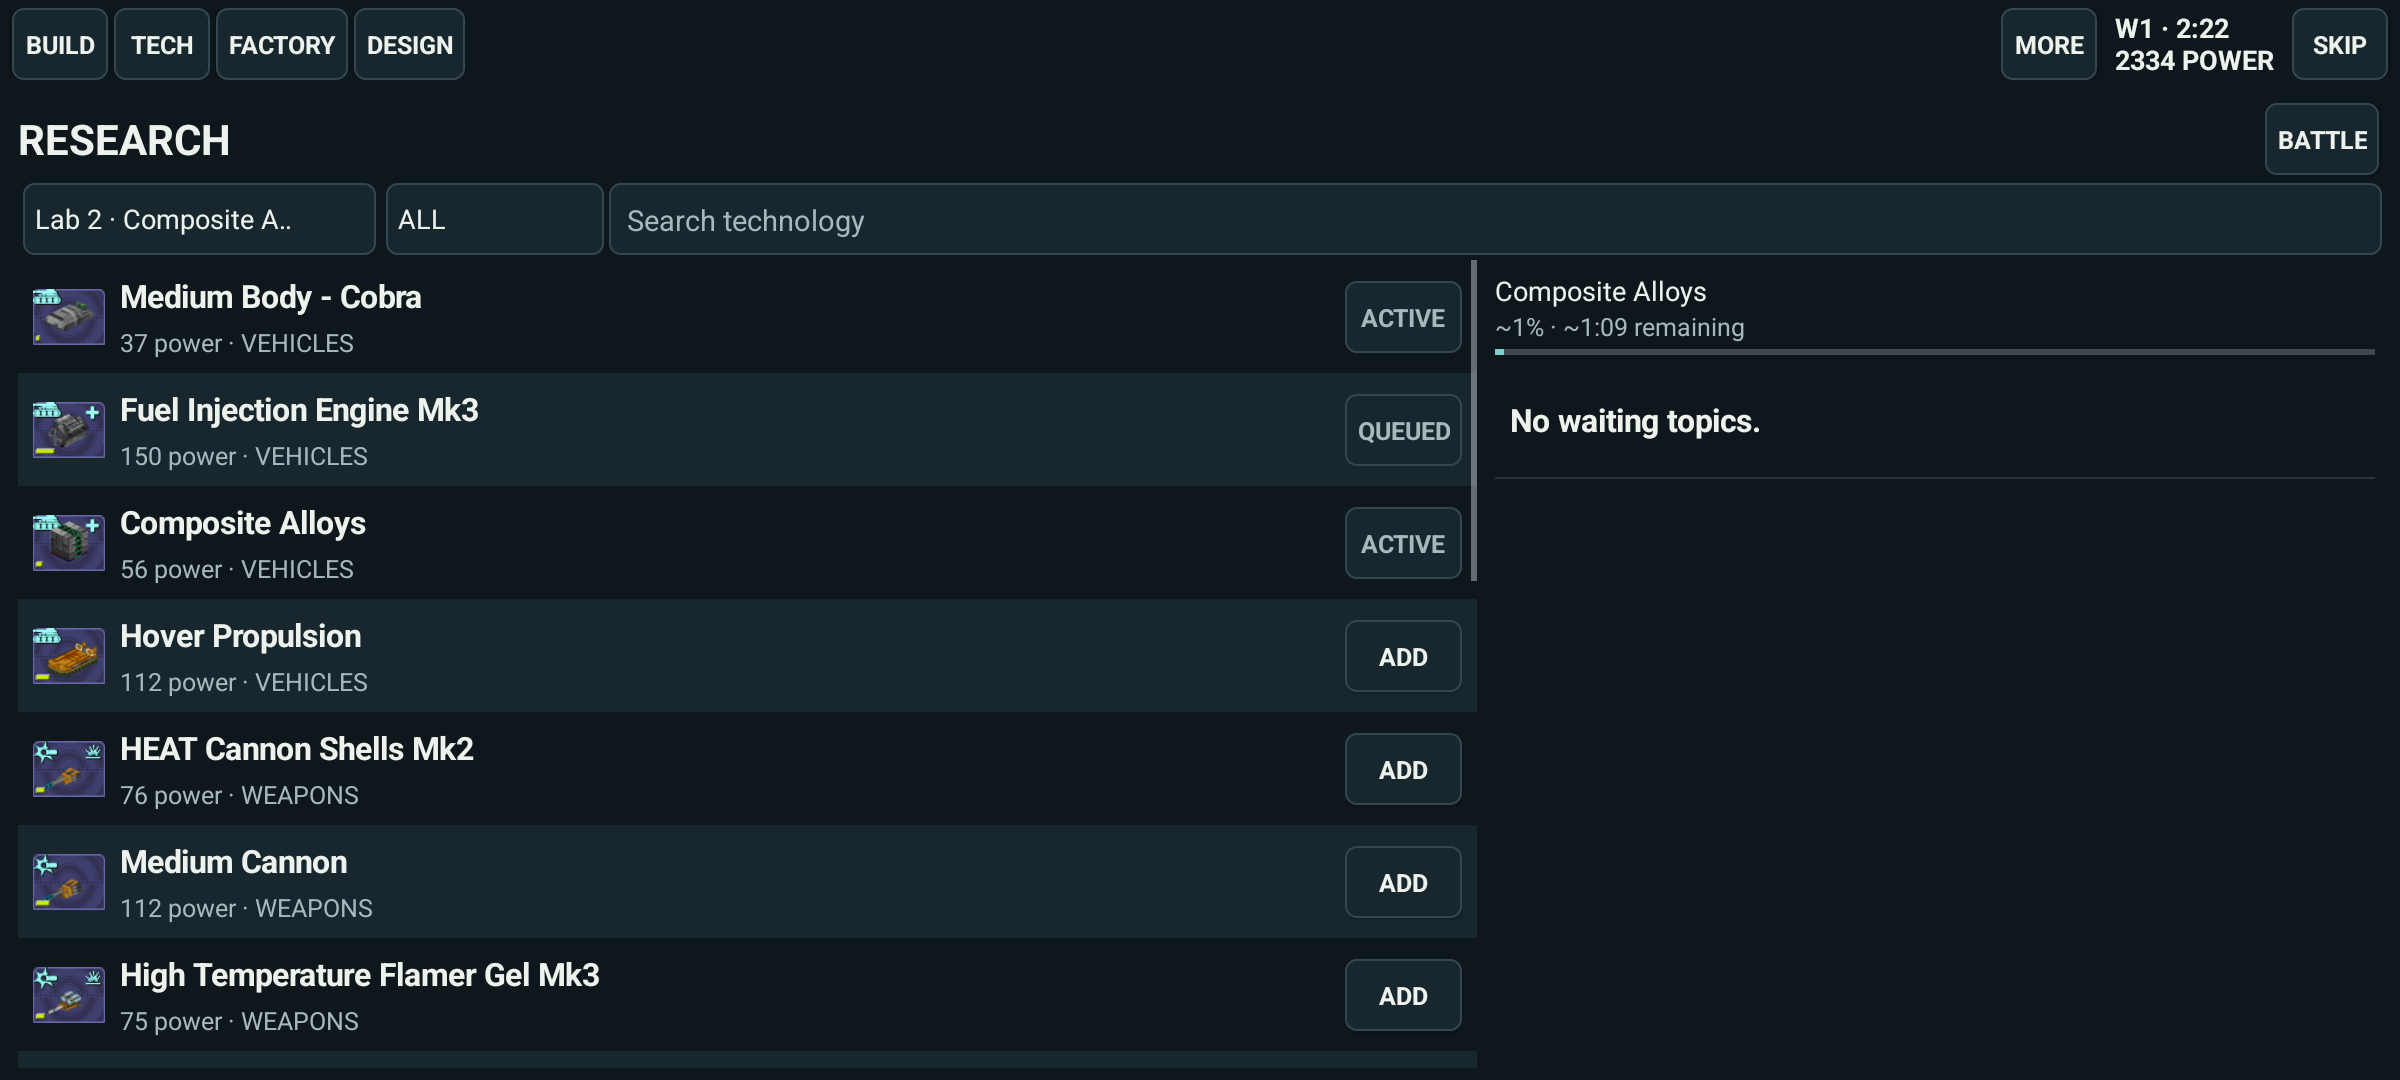 BUILD
TECH
FACTORY
DESIGN
MORE
W1 · 2:22
2334 POWER
SKIP
RESEARCH
BATTLE
Lab 2 · Composite A..
ALL
Search technology
Medium Body - Cobra
37 power · VEHICLES
ACTIVE
Fuel Injection Engine Mk3
150 power · VEHICLES
QUEUED
Composite Alloys
56 power · VEHICLES
ACTIVE
Hover Propulsion
112 power · VEHICLES
ADD
HEAT Cannon Shells Mk2
76 power · WEAPONS
ADD
Medium Cannon
112 power · WEAPONS
ADD
High Temperature Flamer Gel Mk3
75 power · WEAPONS
ADD
Composite Alloys
~1% · ~1:09 remaining
No waiting topics.